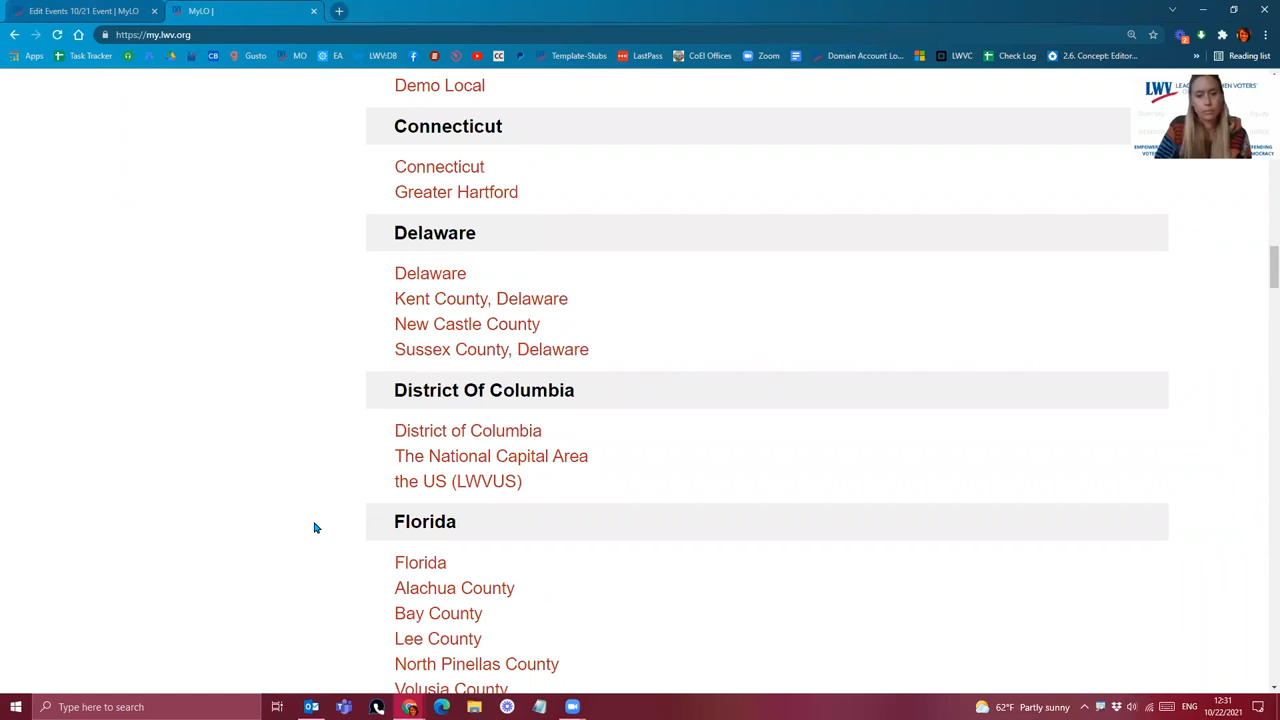 Edit Events 10/21 Event | MyLO
MyLO |
https://my.lwv.org
Apps
Task Tracker
Gusto
MO
EA
LWV:DB
CC
Template-Stubs
LastPass
CoEI Offices
Zoom
Domain Account Lo...
LWVC
Check Log
2.6. Concept: Editor...
Reading list
Demo Local
Connecticut
Connecticut
Greater Hartford
Delaware
Delaware
Kent County, Delaware
New Castle County
Sussex County, Delaware
District Of Columbia
District of Columbia
The National Capital Area
the US (LWVUS)
Florida
Florida
Alachua County
Bay County
Lee County
North Pinellas County
Volusia County
LWV
Type here to search
62°F Partly sunny
ENG
12:31
10/22/2021